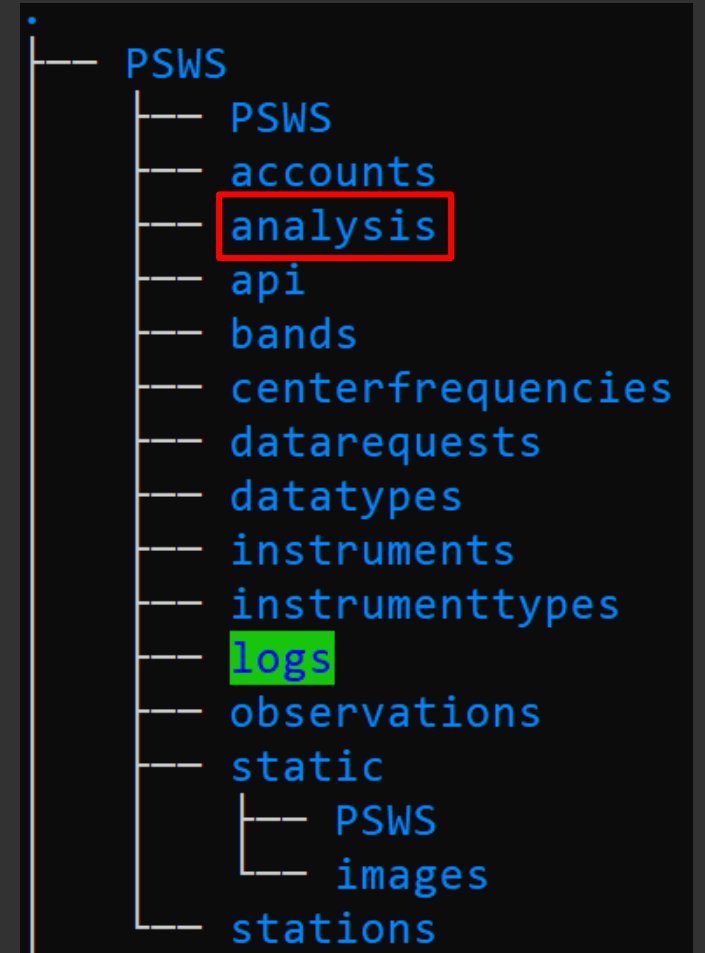 .
├── PSWS
├── PSWS
├── accounts
├── analysis
├── api
├── bands
├── centerfrequencies
├── datarequests
├── datatypes
├── instruments
├── instrumenttypes
├── logs
├── observations
├── static
├── PSWS
└── images
└── stations